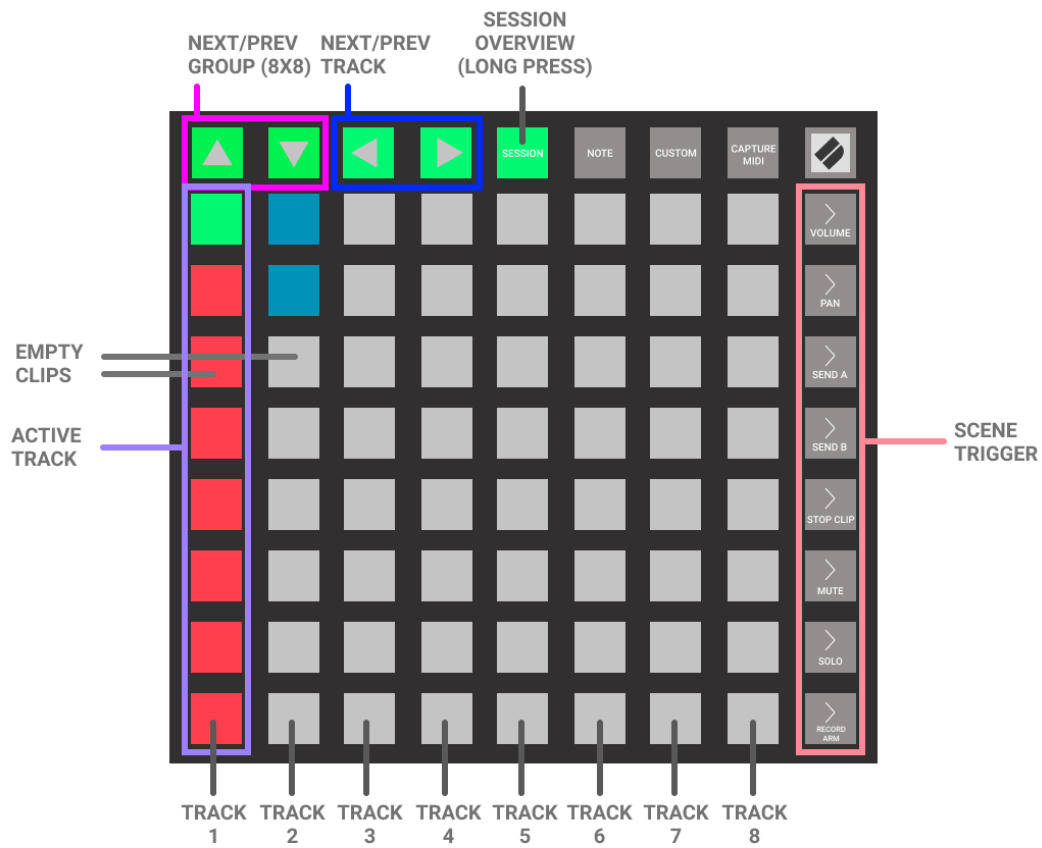 SESSION
OVERVIEW
(LONG PRESS)
NEXT/PREV
GROUP (8X8)
NEXT/PREV
TRACK
SESSION
NOTE
CUSTOM
CAPTURE
MIDI
VOLUME
PAN
EMPTY
CLIPS
SEND A
ACTIVE
TRACK
SEND B
SCENE
TRIGGER
STOP CLIP
MUTE
SOLO
RECORD
ARM
TRACK
1
TRACK
2
TRACK
3
TRACK
4
TRACK
5
TRACK
6
TRACK
7
TRACK
8